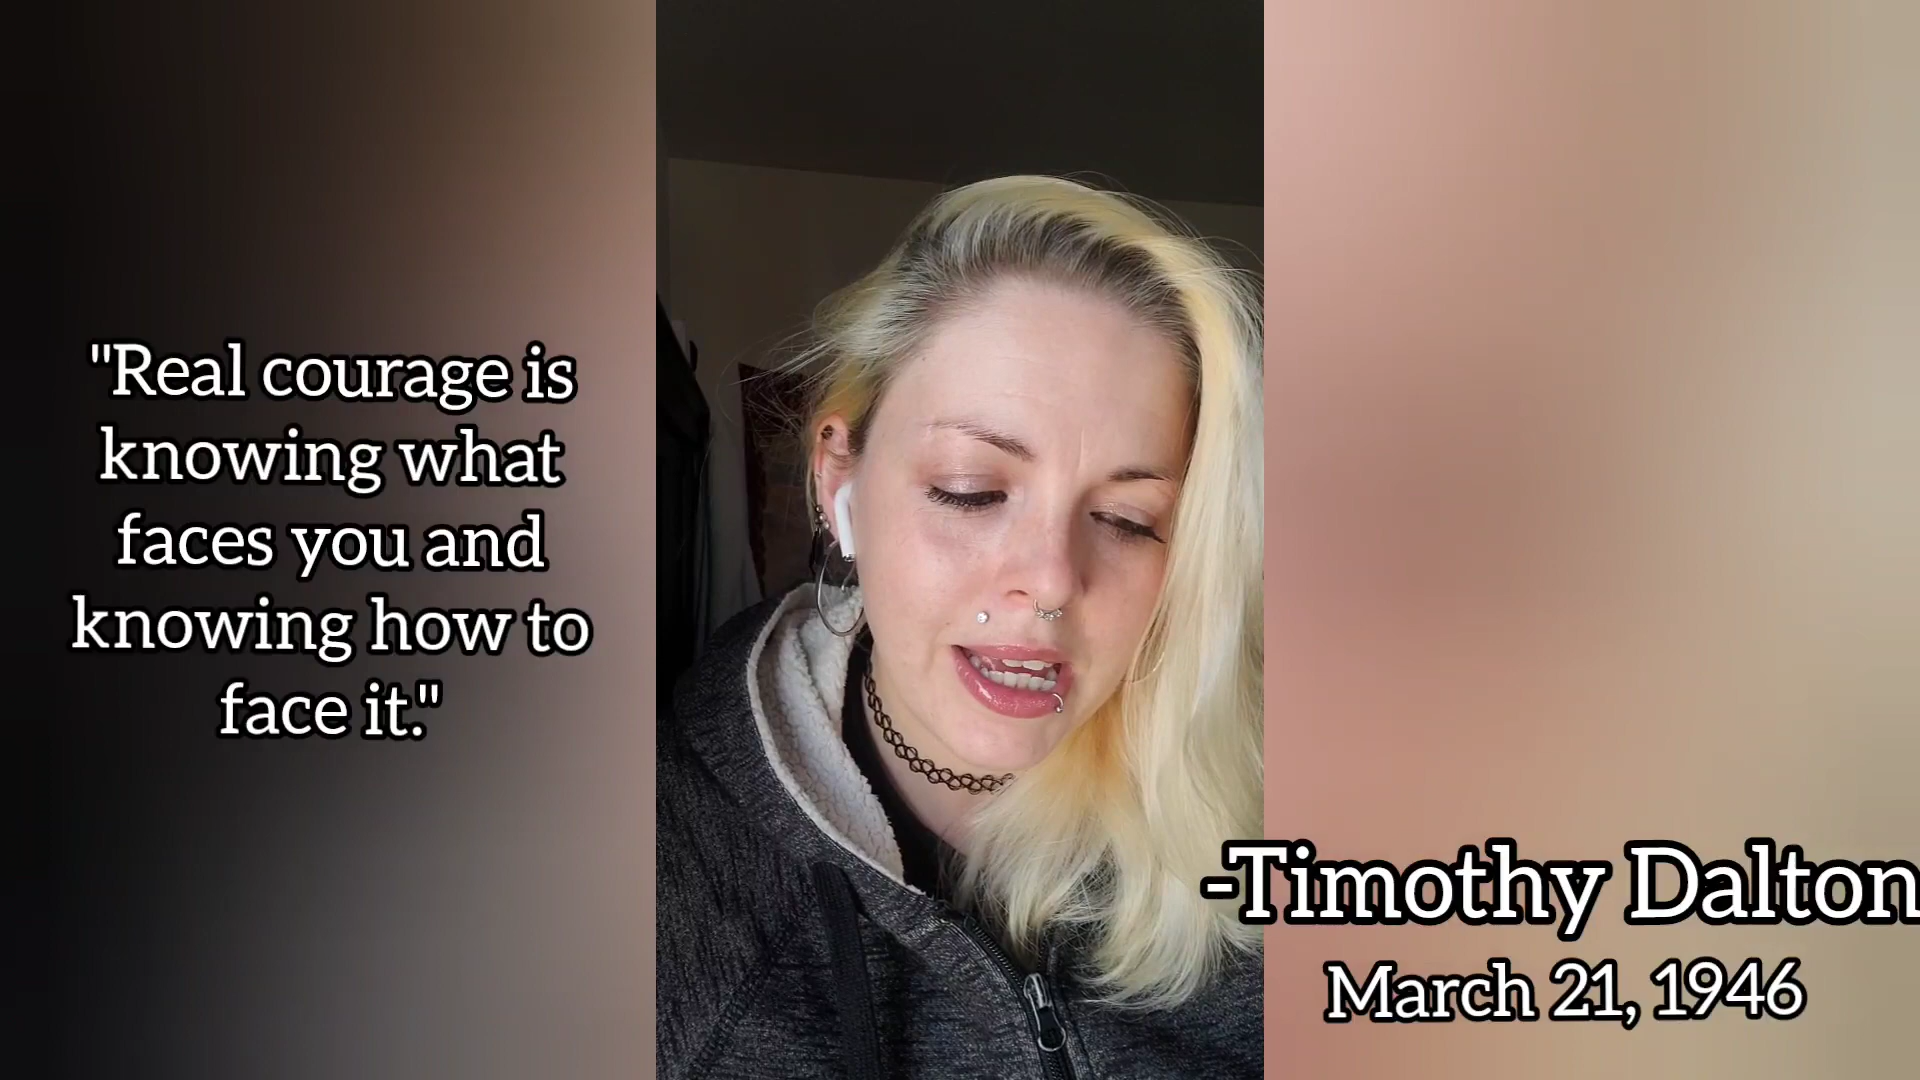 "Real courage is
knowing what
faces you and
knowing how to
face it."
-Timothy Dalton
March 21, 1946